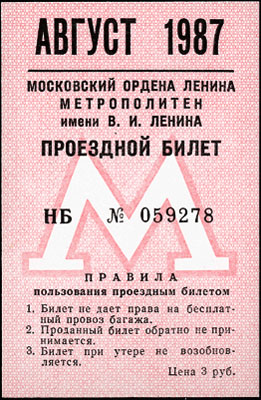 АВГУСТ 1987
МОСКОВСКИЙ ОРДЕНА ЛЕНИНА
МЕТРОПОЛИТЕН
имени В. И. ЛЕНИНА
ПРОЕЗДНОЙ БИЛЕТ
М
НБ № 059278
ПРАВИЛА
пользования проездным билетом
1. Билет не дает права на бесплат-
ный провоз багажа.
2. Проданный билет обратно не при-
нимается.
3. Билет при утере не возобнов-
ляется.
Цена 3 руб.